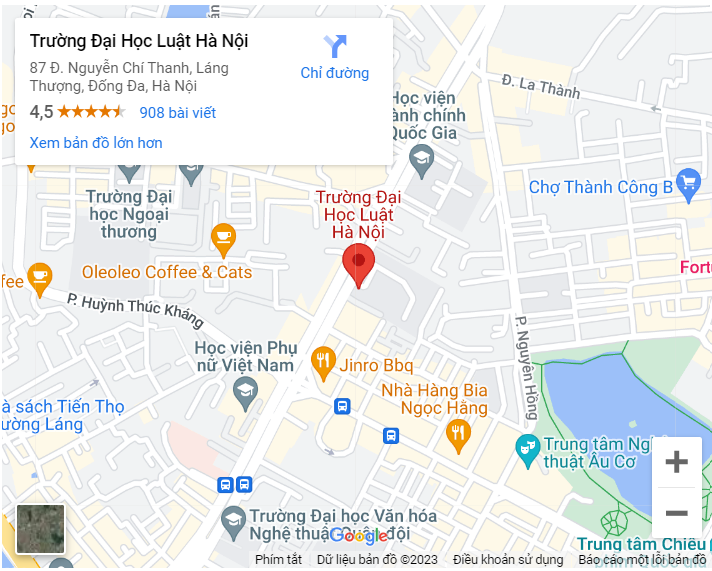 Trường Đại Học Luật Hà Nội
87 Đ. Nguyễn Chí Thanh, Láng
Thượng, Đống Đa, Hà Nội
Chỉ đường
4,5
908 bài viết
Xem bản đồ lớn hơn
Đ. La Thành
Học viện
ành chính
Quốc Gia
Chợ Thành Công B
Trường Đại
học Ngoại
thương
Trường Đại
Học Luật
Hà Nội
Oleoleo Coffee & Cats
fee
Fort
P. Huỳnh Thúc Kháng
P. Nguyên Hồng
Học viện Phụ
nữ Việt Nam
Jinro Bbq
Nhà Hàng Bia
Ngọc Hằng
à sách Tiến Thọ
ường Láng
Trung tâm Ngh
thuật Âu Cơ
Trường Đại học Văn hóa
Nghệ thuật Quân đội
Google
Trung tâm Chiếu
Phím tắt
Dữ liệu bản đồ ©2023
Điều khoản sử dụng
Báo cáo một lỗi bản đồ